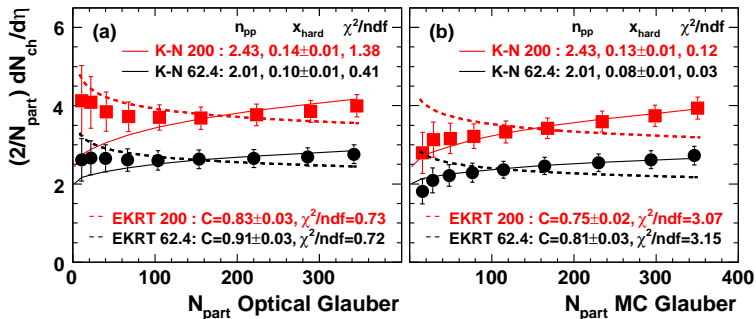 (2/N_part) dN_ch/dη
6
4
2
0
(a)
n_pp x_hard χ²/ndf
K-N 200 : 2.43, 0.14±0.01, 1.38
K-N 62.4: 2.01, 0.10±0.01, 0.41
EKRT 200 : C=0.83±0.03, χ²/ndf=0.73
EKRT 62.4: C=0.91±0.03, χ²/ndf=0.72
0 100 200 300
N_part Optical Glauber
(b)
n_pp x_hard χ²/ndf
K-N 200 : 2.43, 0.13±0.01, 0.12
K-N 62.4: 2.01, 0.08±0.01, 0.03
EKRT 200 : C=0.75±0.02, χ²/ndf=3.07
EKRT 62.4: C=0.81±0.03, χ²/ndf=3.15
100 200 300 400
N_part MC Glauber